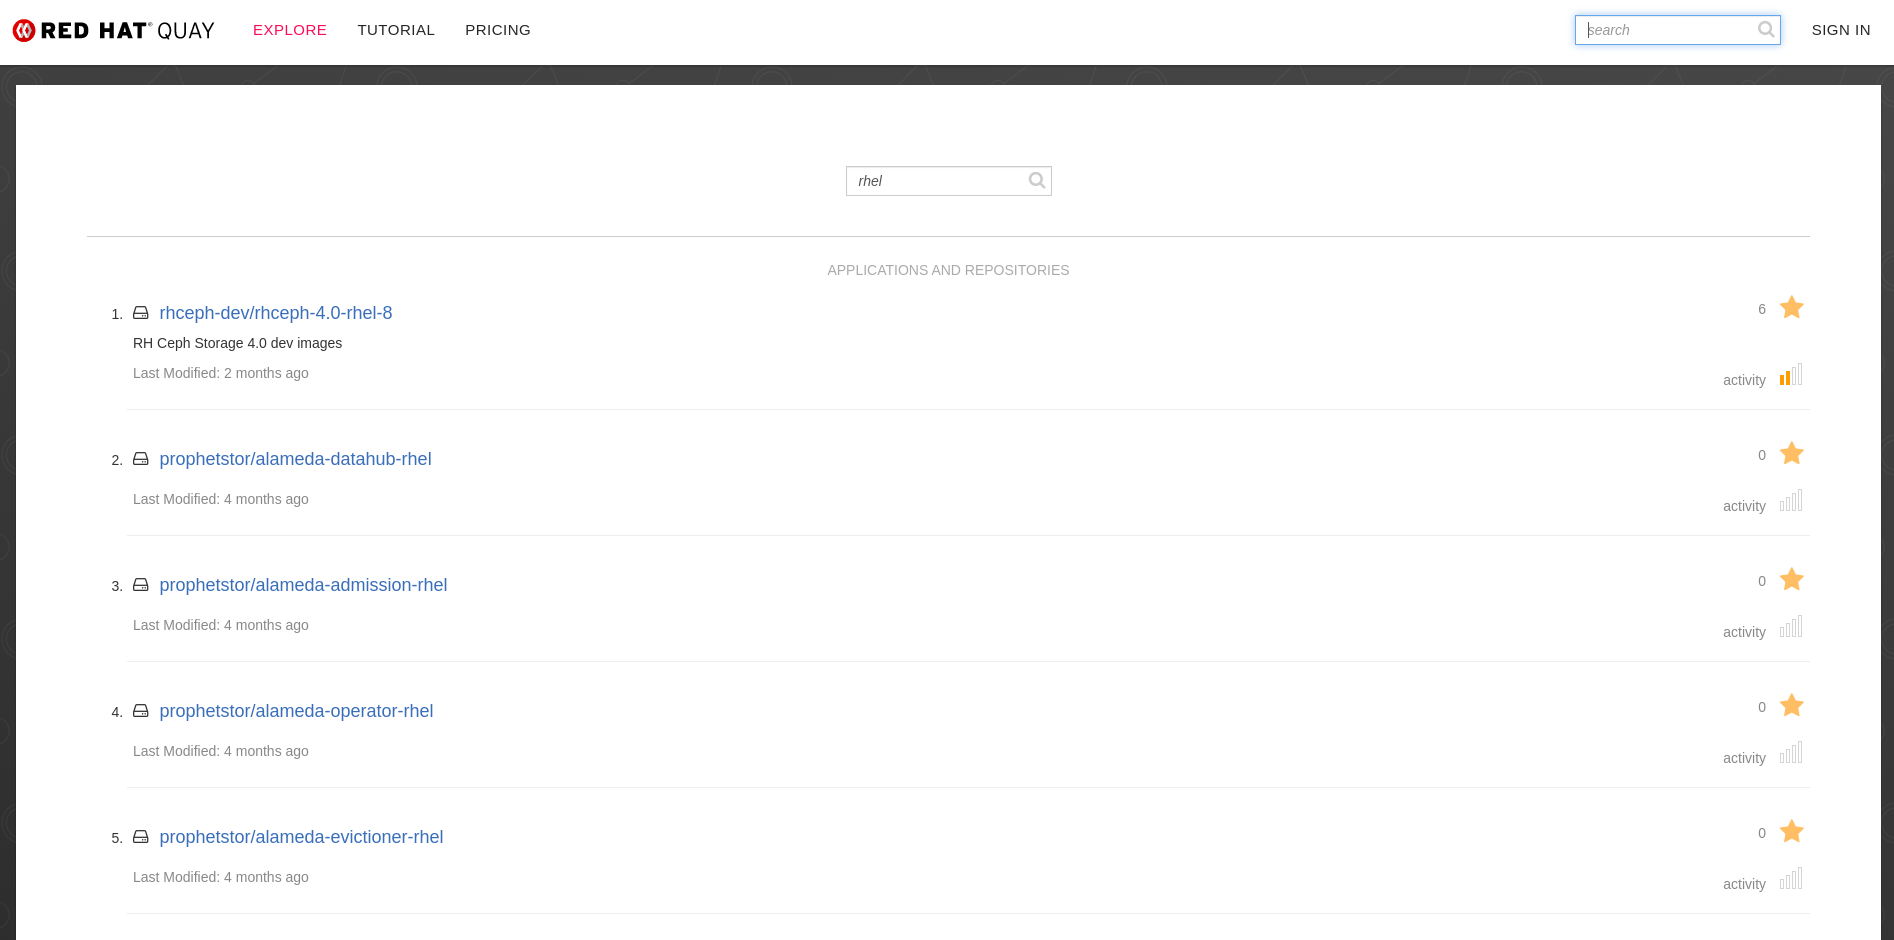 RED HAT® QUAY EXPLORE TUTORIAL PRICING search SIGN IN
rhel
APPLICATIONS AND REPOSITORIES
1. rhceph-dev/rhceph-4.0-rhel-8 6
RH Ceph Storage 4.0 dev images
Last Modified: 2 months ago activity
2. prophetstor/alameda-datahub-rhel 0
Last Modified: 4 months ago activity
3. prophetstor/alameda-admission-rhel 0
Last Modified: 4 months ago activity
4. prophetstor/alameda-operator-rhel 0
Last Modified: 4 months ago activity
5. prophetstor/alameda-evictioner-rhel 0
Last Modified: 4 months ago activity